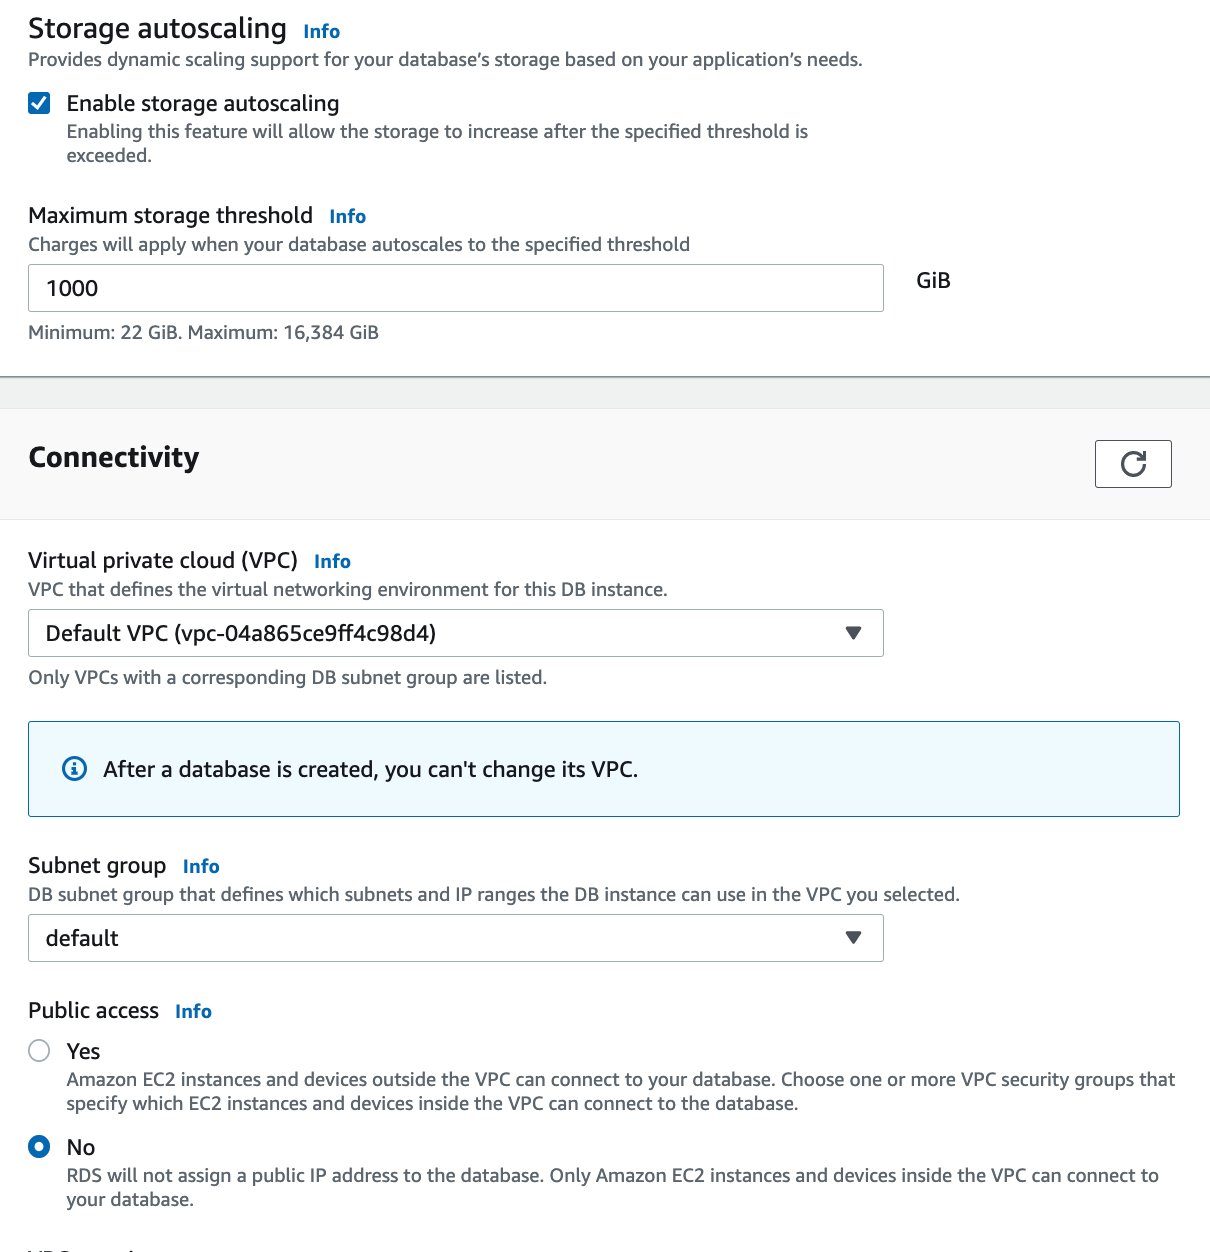 Storage autoscaling Info
Provides dynamic scaling support for your database’s storage based on your application’s needs.
Enable storage autoscaling
Enabling this feature will allow the storage to increase after the specified threshold is
exceeded.
Maximum storage threshold Info
Charges will apply when your database autoscales to the specified threshold
1000 GiB
Minimum: 22 GiB. Maximum: 16,384 GiB
Connectivity
Virtual private cloud (VPC) Info
VPC that defines the virtual networking environment for this DB instance.
Default VPC (vpc-04a865ce9ff4c98d4)
Only VPCs with a corresponding DB subnet group are listed.
After a database is created, you can't change its VPC.
Subnet group Info
DB subnet group that defines which subnets and IP ranges the DB instance can use in the VPC you selected.
default
Public access Info
Yes
Amazon EC2 instances and devices outside the VPC can connect to your database. Choose one or more VPC security groups that
specify which EC2 instances and devices inside the VPC can connect to the database.
No
RDS will not assign a public IP address to the database. Only Amazon EC2 instances and devices inside the VPC can connect to
your database.